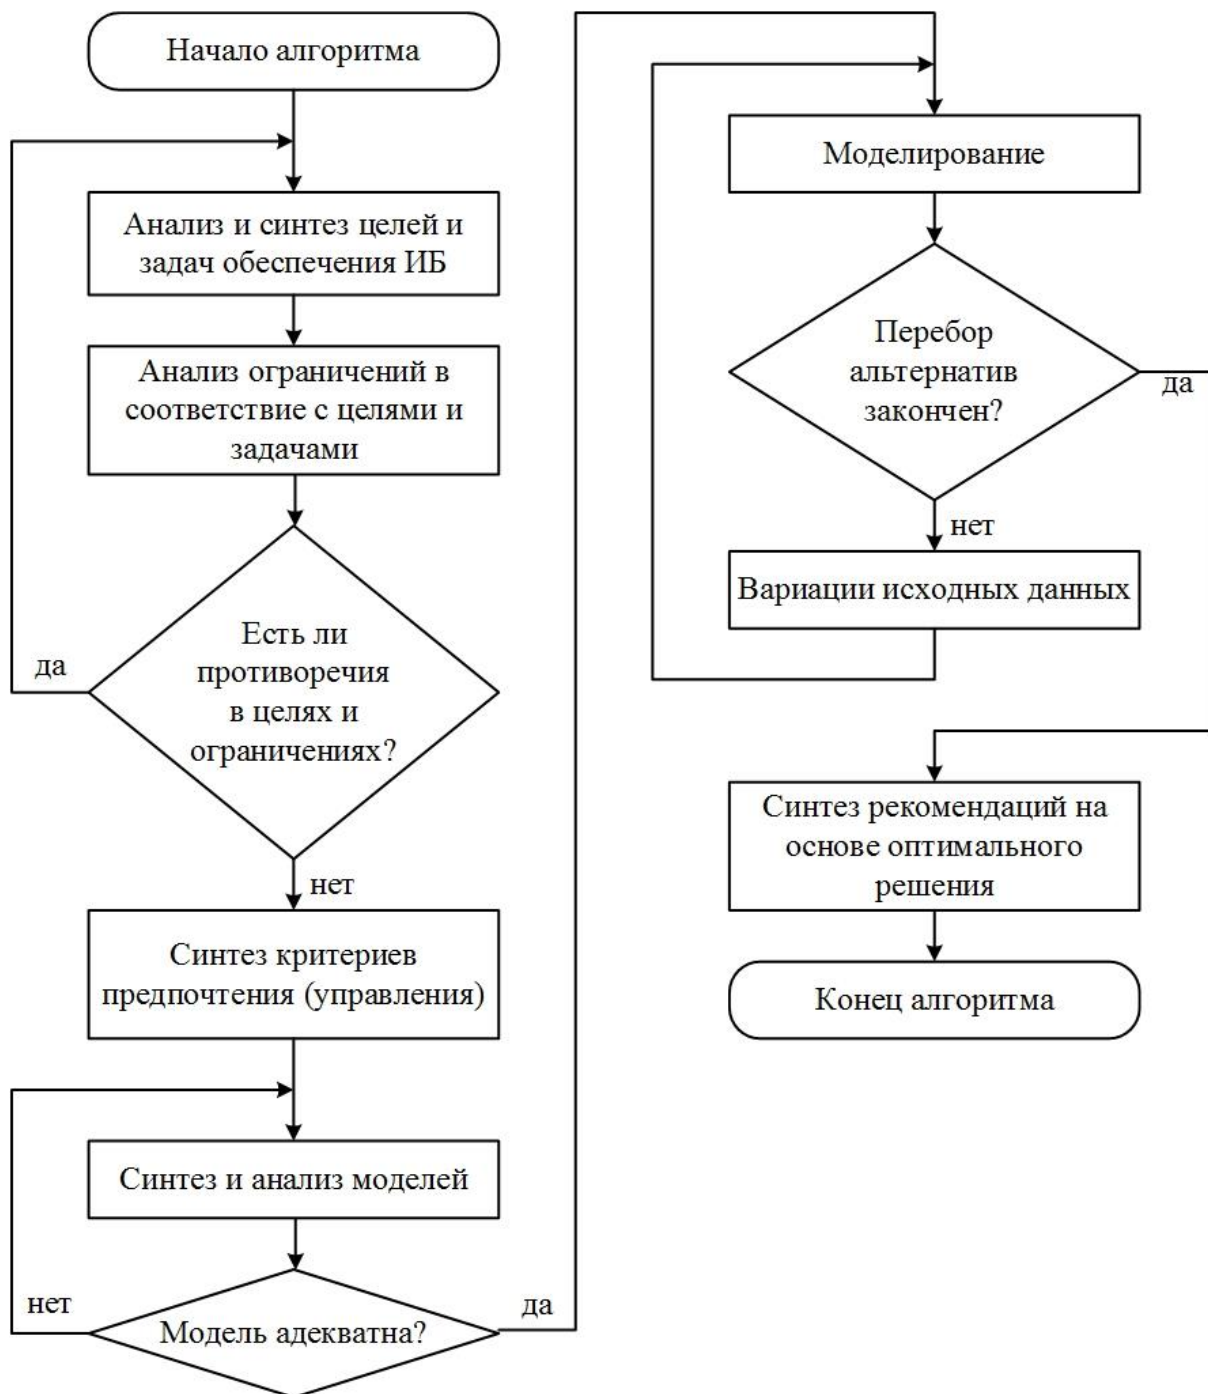 Начало алгоритма
Анализ и синтез целей и
задач обеспечения ИБ
Анализ ограничений в
соответствие с целями и
задачами
Есть ли
противоречия
в целях и
ограничениях?
да
нет
Синтез критериев
предпочтения (управления)
Синтез и анализ моделей
Модель адекватна?
нет
да
Моделирование
Перебор
альтернатив
закончен?
да
нет
Вариации исходных данных
Синтез рекомендаций на
основе оптимального
решения
Конец алгоритма